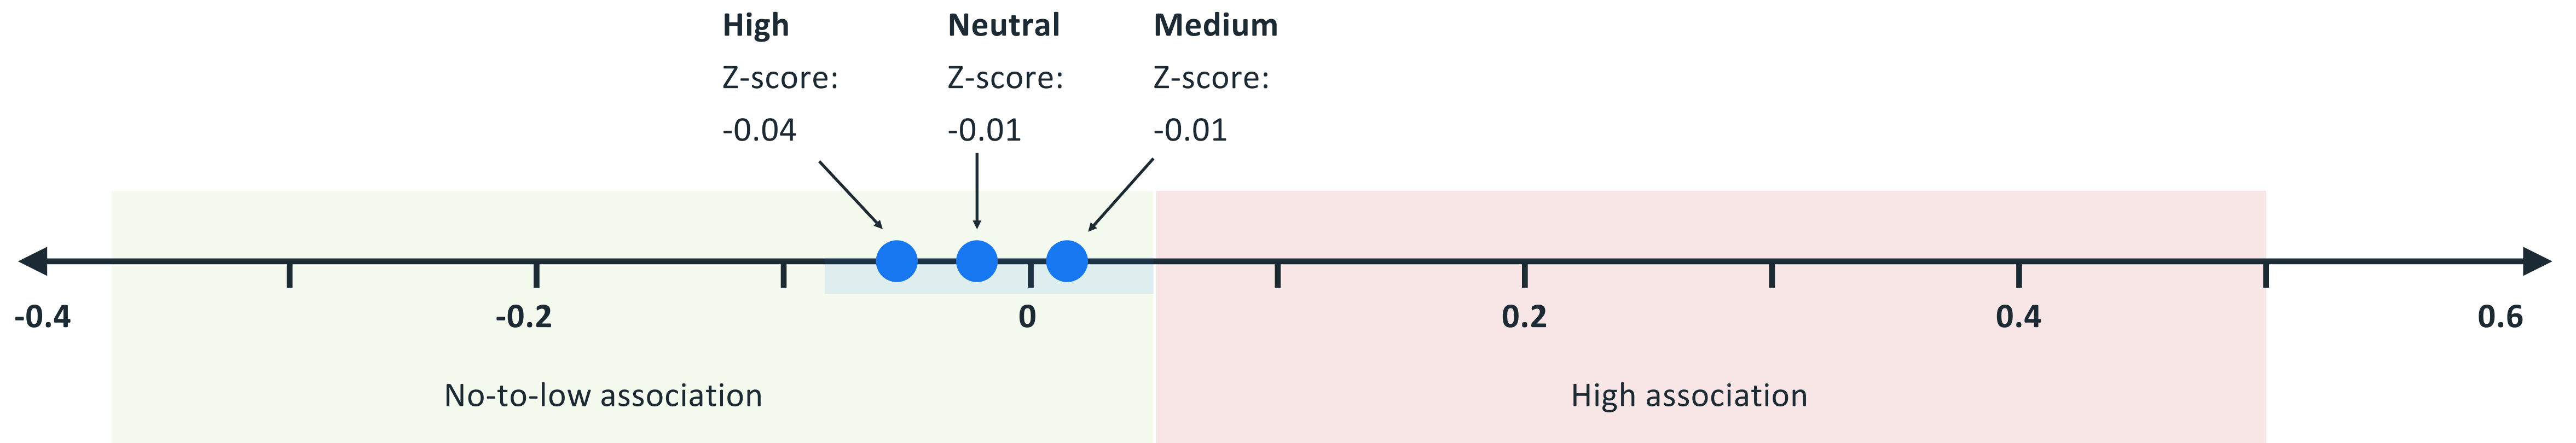 High
Z-score:
-0.04
Neutral
Z-score:
-0.01
Medium
Z-score:
-0.01
-0.4
-0.2
0
0.2
0.4
0.6
No-to-low association
High association